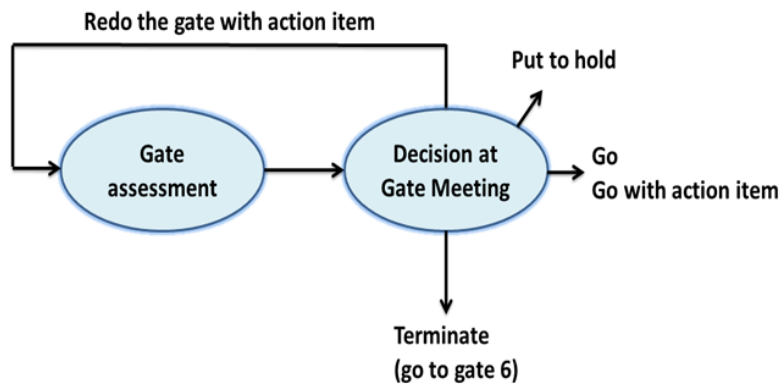 Redo the gate with action item
Put to hold
Gate
assessment
Decision at
Gate Meeting
Go
Go with action item
Terminate
(go to gate 6)